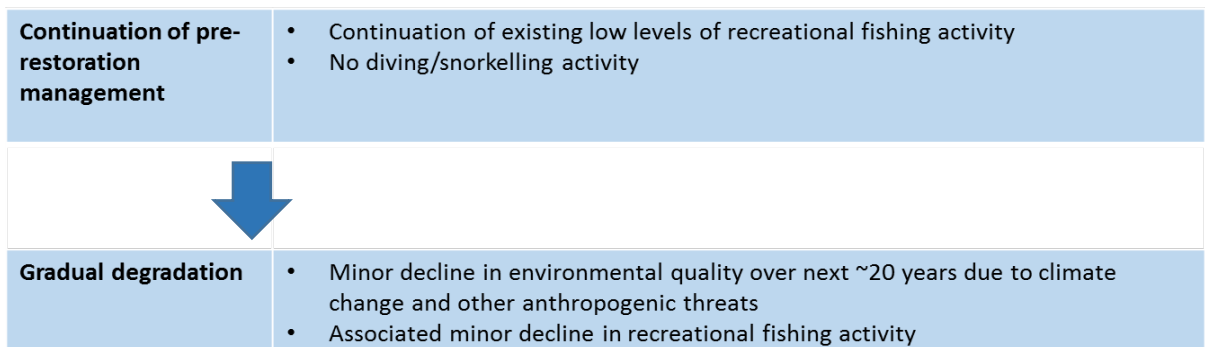 Continuation of pre-
restoration
management
• Continuation of existing low levels of recreational fishing activity
• No diving/snorkelling activity
Gradual degradation
• Minor decline in environmental quality over next ~20 years due to climate
change and other anthropogenic threats
• Associated minor decline in recreational fishing activity